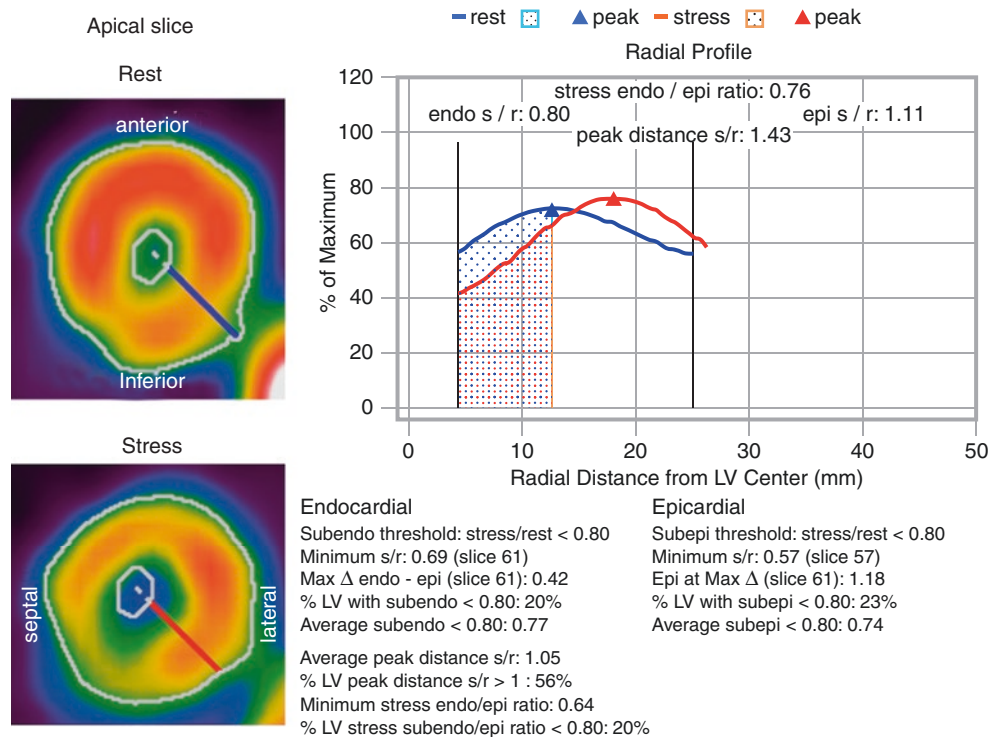 Apical slice
Rest
anterior
Inferior
Stress
septal
lateral
rest peak stress peak
Radial Profile
120
100
80
60
40
20
0
% of Maximum
stress endo / epi ratio: 0.76
endo s / r: 0.80 epi s / r: 1.11
peak distance s/r: 1.43
0 10 20 30 40 50
Radial Distance from LV Center (mm)
Endocardial
Subendo threshold: stress/rest < 0.80
Minimum s/r: 0.69 (slice 61)
Max Δ endo - epi (slice 61): 0.42
% LV with subendo < 0.80: 20%
Average subendo < 0.80: 0.77
Average peak distance s/r: 1.05
% LV peak distance s/r > 1 : 56%
Minimum stress endo/epi ratio: 0.64
% LV stress subendo/epi ratio < 0.80: 20%
Epicardial
Subepi threshold: stress/rest < 0.80
Minimum s/r: 0.57 (slice 57)
Epi at Max Δ (slice 61): 1.18
% LV with subepi < 0.80: 23%
Average subepi < 0.80: 0.74